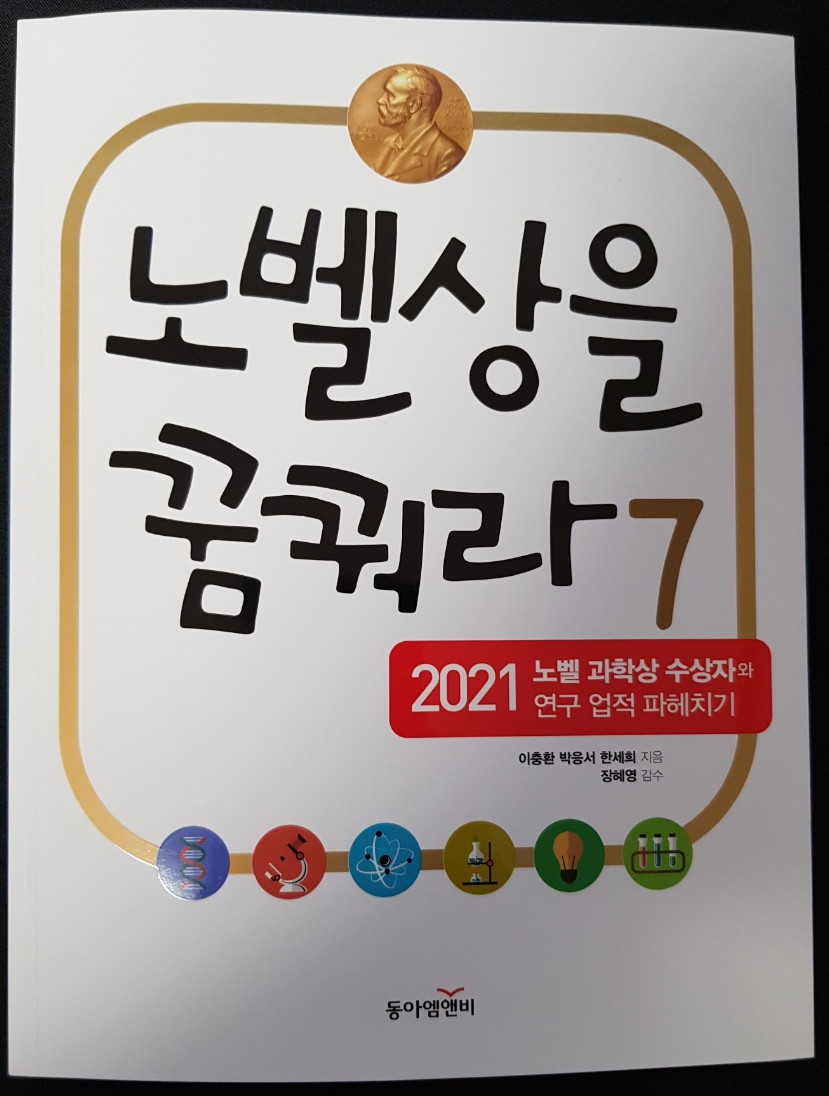 노벨상을
꿈꿔라 7
2021 노벨 과학상 수상자와
연구 업적 파헤치기
이충환 박응서 한세희 지음
장혜영 감수
동아엠앤비